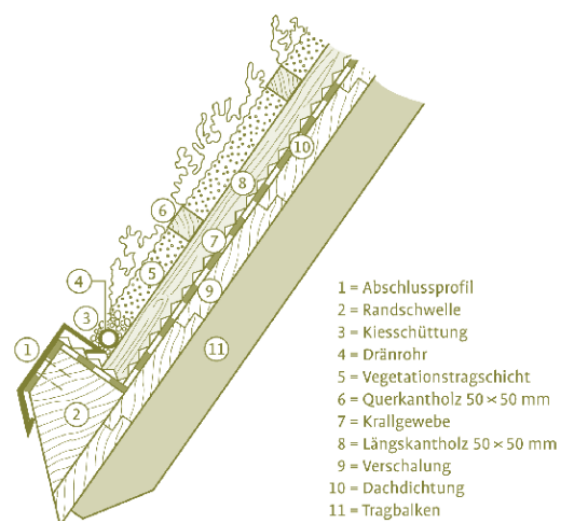 6
10
8
4
7
5
3
9
1
11
2
1 = Abschlussprofil
2 = Randschwelle
3 = Kiesschüttung
4 = Dränrohr
5 = Vegetationstragschicht
6 = Querkantholz 50 × 50 mm
7 = Krallgewebe
8 = Längskantholz 50 × 50 mm
9 = Verschalung
10 = Dachdichtung
11 = Tragbalken